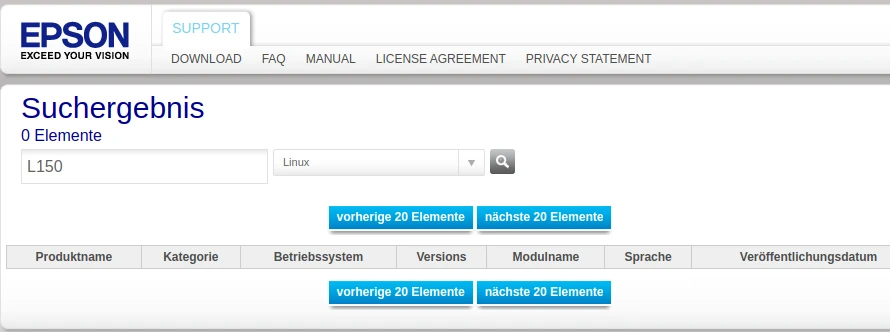 EPSON
EXCEED YOUR VISION
SUPPORT
DOWNLOAD FAQ MANUAL LICENSE AGREEMENT PRIVACY STATEMENT
Suchergebnis
0 Elemente
L150 Linux
vorherige 20 Elemente nächste 20 Elemente
Produktname Kategorie Betriebssystem Versions Modulname Sprache Veröffentlichungsdatum
vorherige 20 Elemente nächste 20 Elemente